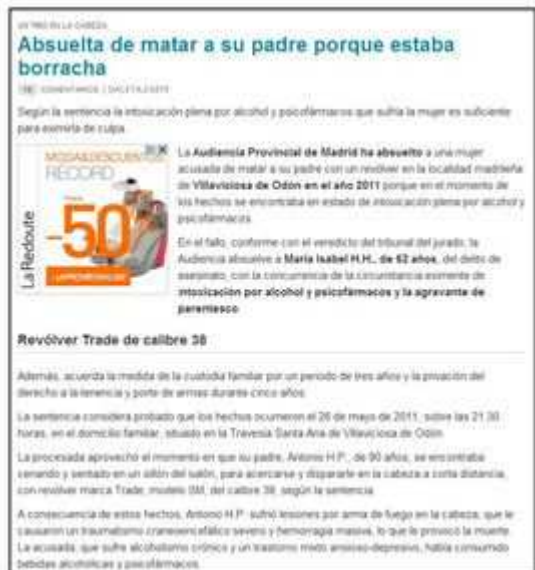 UN TIRO EN LA CABEZA
Absuelta de matar a su padre porque estaba
borracha
COMENTARIOS
Según la sentencia la intoxicación plena por alcohol y psicofármacos que sufría la mujer es suficiente
para eximirla de culpa.
La Audiencia Provincial de Madrid ha absuelto a una mujer
acusada de matar a su padre con un revólver en la localidad madrileña
de Villaviciosa de Odón en el año 2011 porque en el momento de
los hechos se encontraba en estado de intoxicación plena por alcohol y
psicofármacos.
RECORD
-50
La Redoute
En el fallo, conforme con el veredicto del tribunal del jurado, la
Audiencia absuelve a María Isabel H.H., de 52 años, del delito de
asesinato, con la concurrencia de la circunstancia eximente de
intoxicación por alcohol y psicofármacos y la agravante de
parentesco.
Revólver Trade de calibre 38
Además, acuerda la medida de la custodia familiar por un periodo de tres años y la privación del
derecho a la tenencia y porte de armas durante cinco años.
La sentencia considera probado que los hechos ocurrieron el 26 de mayo de 2011, sobre las 21.30
horas, en el domicilio familiar, situado en la Travesía Santa Ana de Villaviciosa de Odón.
La procesada aprovechó el momento en que su padre, Antonio H.P., de 90 años, se encontraba
cenando y sentado en un sillón del salón, para acercarse y dispararle en la cabeza a corta distancia,
con revólver marca Trade, modelo SM, del calibre 38, según la sentencia.
A consecuencia de estos hechos, Antonio H.P. sufrió lesiones por arma de fuego en la cabeza, que le
causaron un traumatismo craneoencefálico severo y hemorragia masiva, lo que le provocó la muerte.
La acusada, que sufre alcoholismo crónico y un trastorno mixto ansioso-depresivo, había consumido
bebidas alcohólicas y psicofármacos.